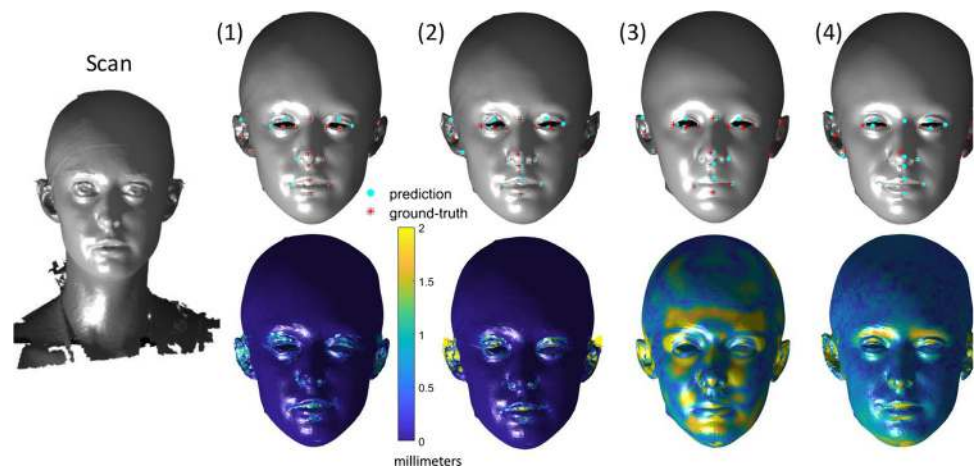 (1)
(2)
(3)
(4)
Scan
prediction
ground-truth
2
1.5
1
0.5
0
millimeters